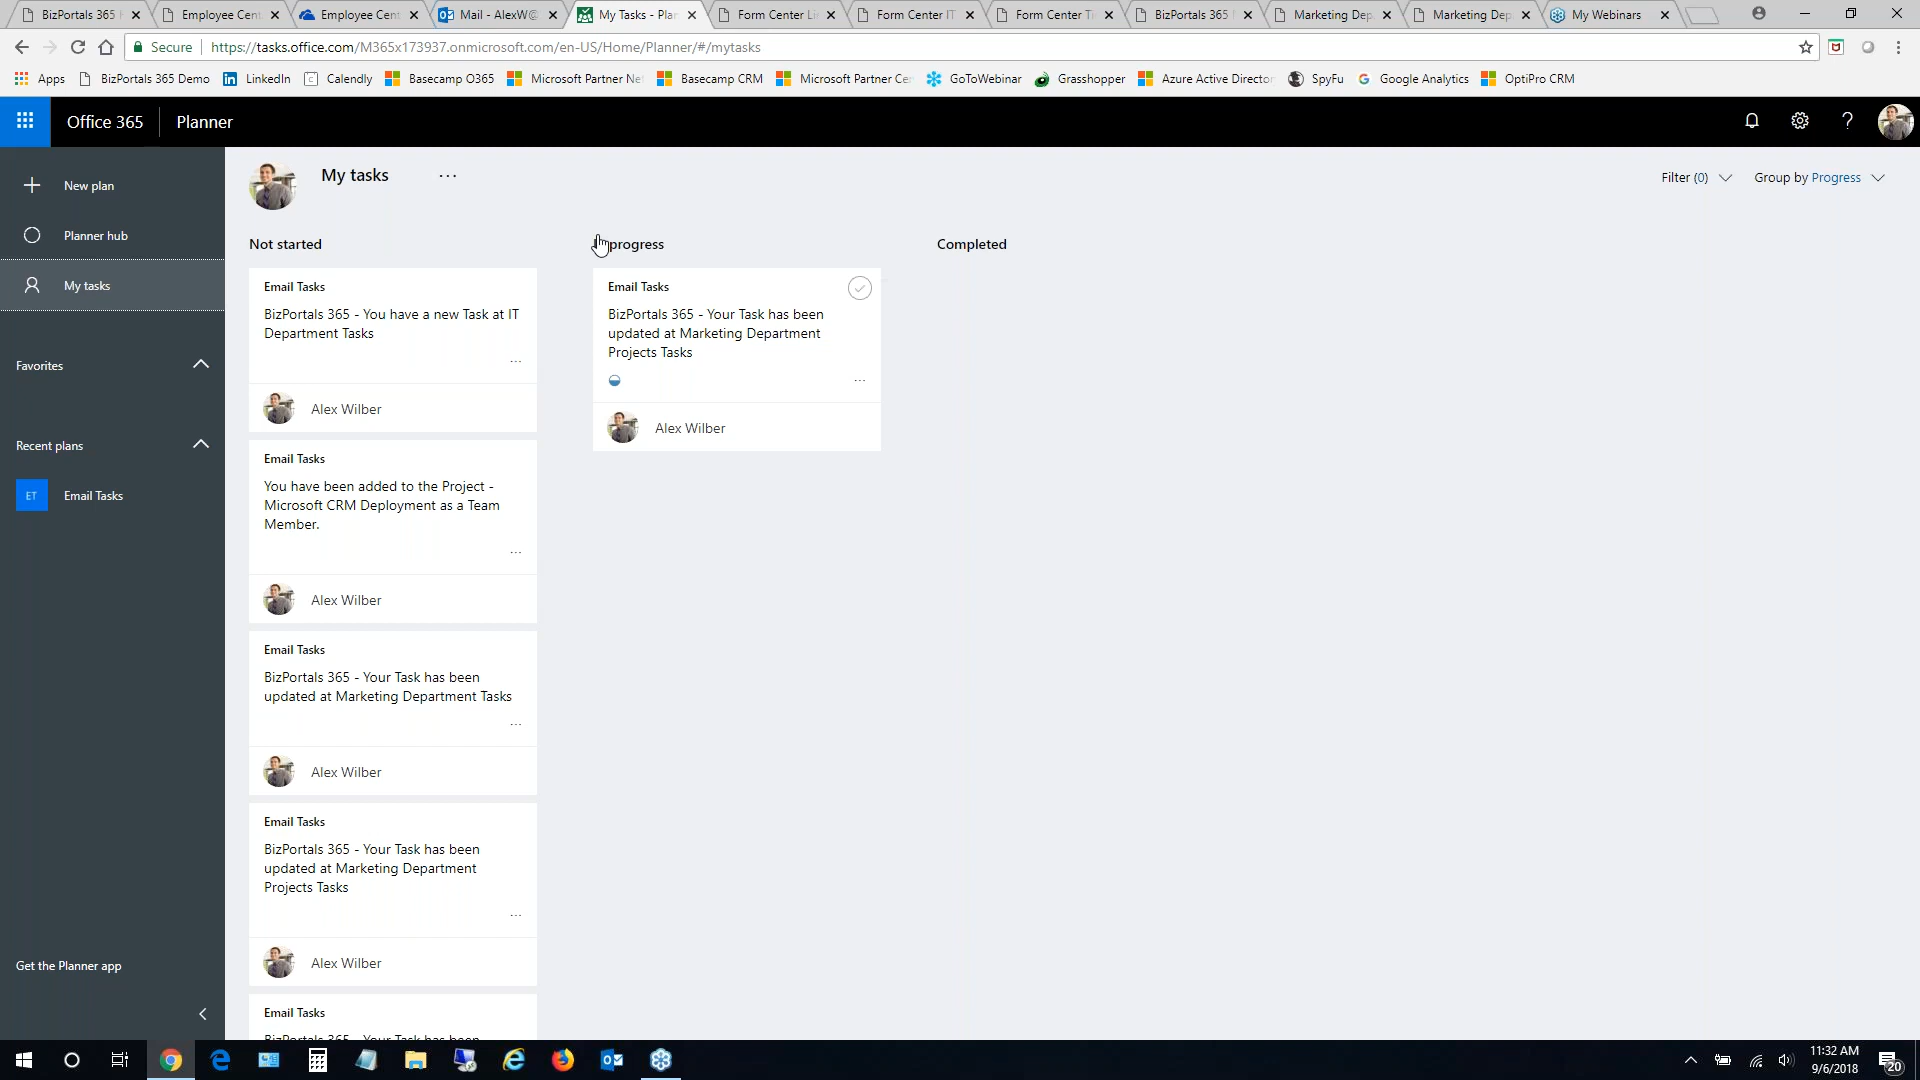 BizPortals 365
Employee Cent
Employee Cent
Mail - AlexW@
My Tasks - Plan
Form Center Li
Form Center IT
Form Center Ti
BizPortals 365
Marketing Dep
Marketing Dep
My Webinars
Secure
https://tasks.office.com/M365x173937.onmicrosoft.com/en-US/Home/Planner/#/mytasks
Apps
BizPortals 365 Demo
LinkedIn
Calendly
Basecamp O365
Microsoft Partner Ne
Basecamp CRM
Microsoft Partner Ce
GoToWebinar
Grasshopper
Azure Active Director
SpyFu
Google Analytics
OptiPro CRM
Office 365
Planner
New plan
Planner hub
My tasks
Favorites
Recent plans
ET
Email Tasks
Get the Planner app
My tasks
...
Filter (0)
Group by Progress
Not started
Email Tasks
BizPortals 365 - You have a new Task at IT
Department Tasks
...
Alex Wilber
Email Tasks
You have been added to the Project -
Microsoft CRM Deployment as a Team
Member.
...
Alex Wilber
Email Tasks
BizPortals 365 - Your Task has been
updated at Marketing Department Tasks
...
Alex Wilber
Email Tasks
BizPortals 365 - Your Task has been
updated at Marketing Department
Projects Tasks
...
Alex Wilber
Email Tasks
BizPortals 365 - Your Task has been
progress
Email Tasks
BizPortals 365 - Your Task has been
updated at Marketing Department
Projects Tasks
...
Alex Wilber
Completed
11:32 AM
9/6/2018
20